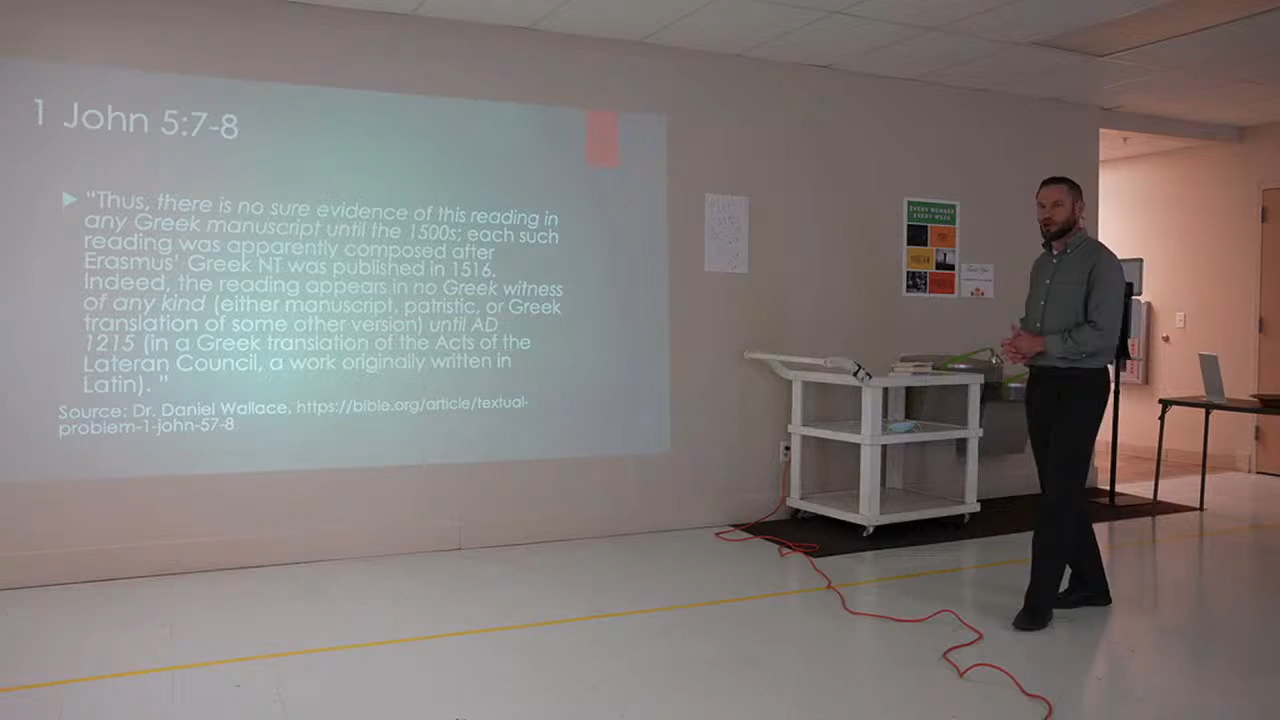 1 John 5:7-8
"Thus, there is no sure evidence of this reading in
any Greek manuscript until the 1500s; each such
reading was apparently composed after
Erasmus' Greek NT was published in 1516.
Indeed, the reading appears in no Greek witness
of any kind (either manuscript, patristic, or Greek
translation of some other version) until AD
1215 (in a Greek translation of the Acts of the
Lateran Council, a work originally written in
Latin). "
Source: Dr. Daniel Wallace, https://bible.org/article/textual-
problem-1-john-57-8
EVERY MEMBER
EVERY WEEK